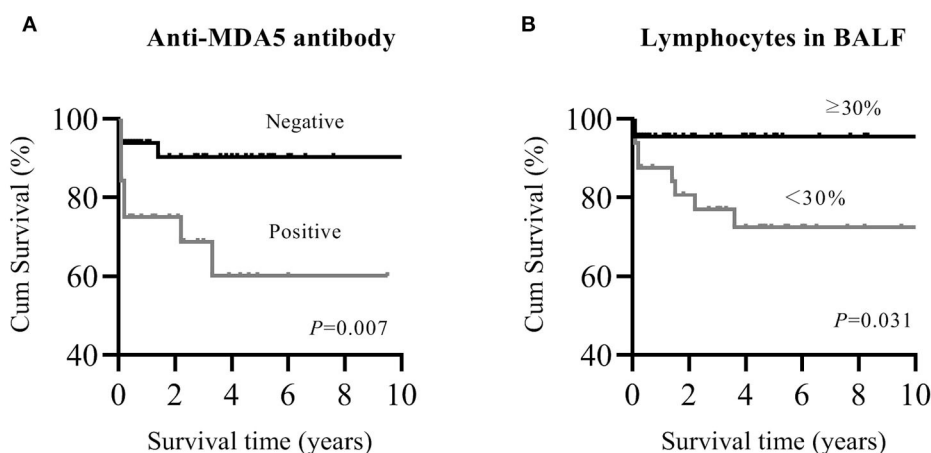 A
Anti-MDA5 antibody
Cum Survival (%)
100
80
60
40
Negative
Positive
P=0.007
0 2 4 6 8 10
Survival time (years)
B
Lymphocytes in BALF
Cum Survival (%)
100
80
60
40
≥30%
<30%
P=0.031
0 2 4 6 8 10
Survival time (years)